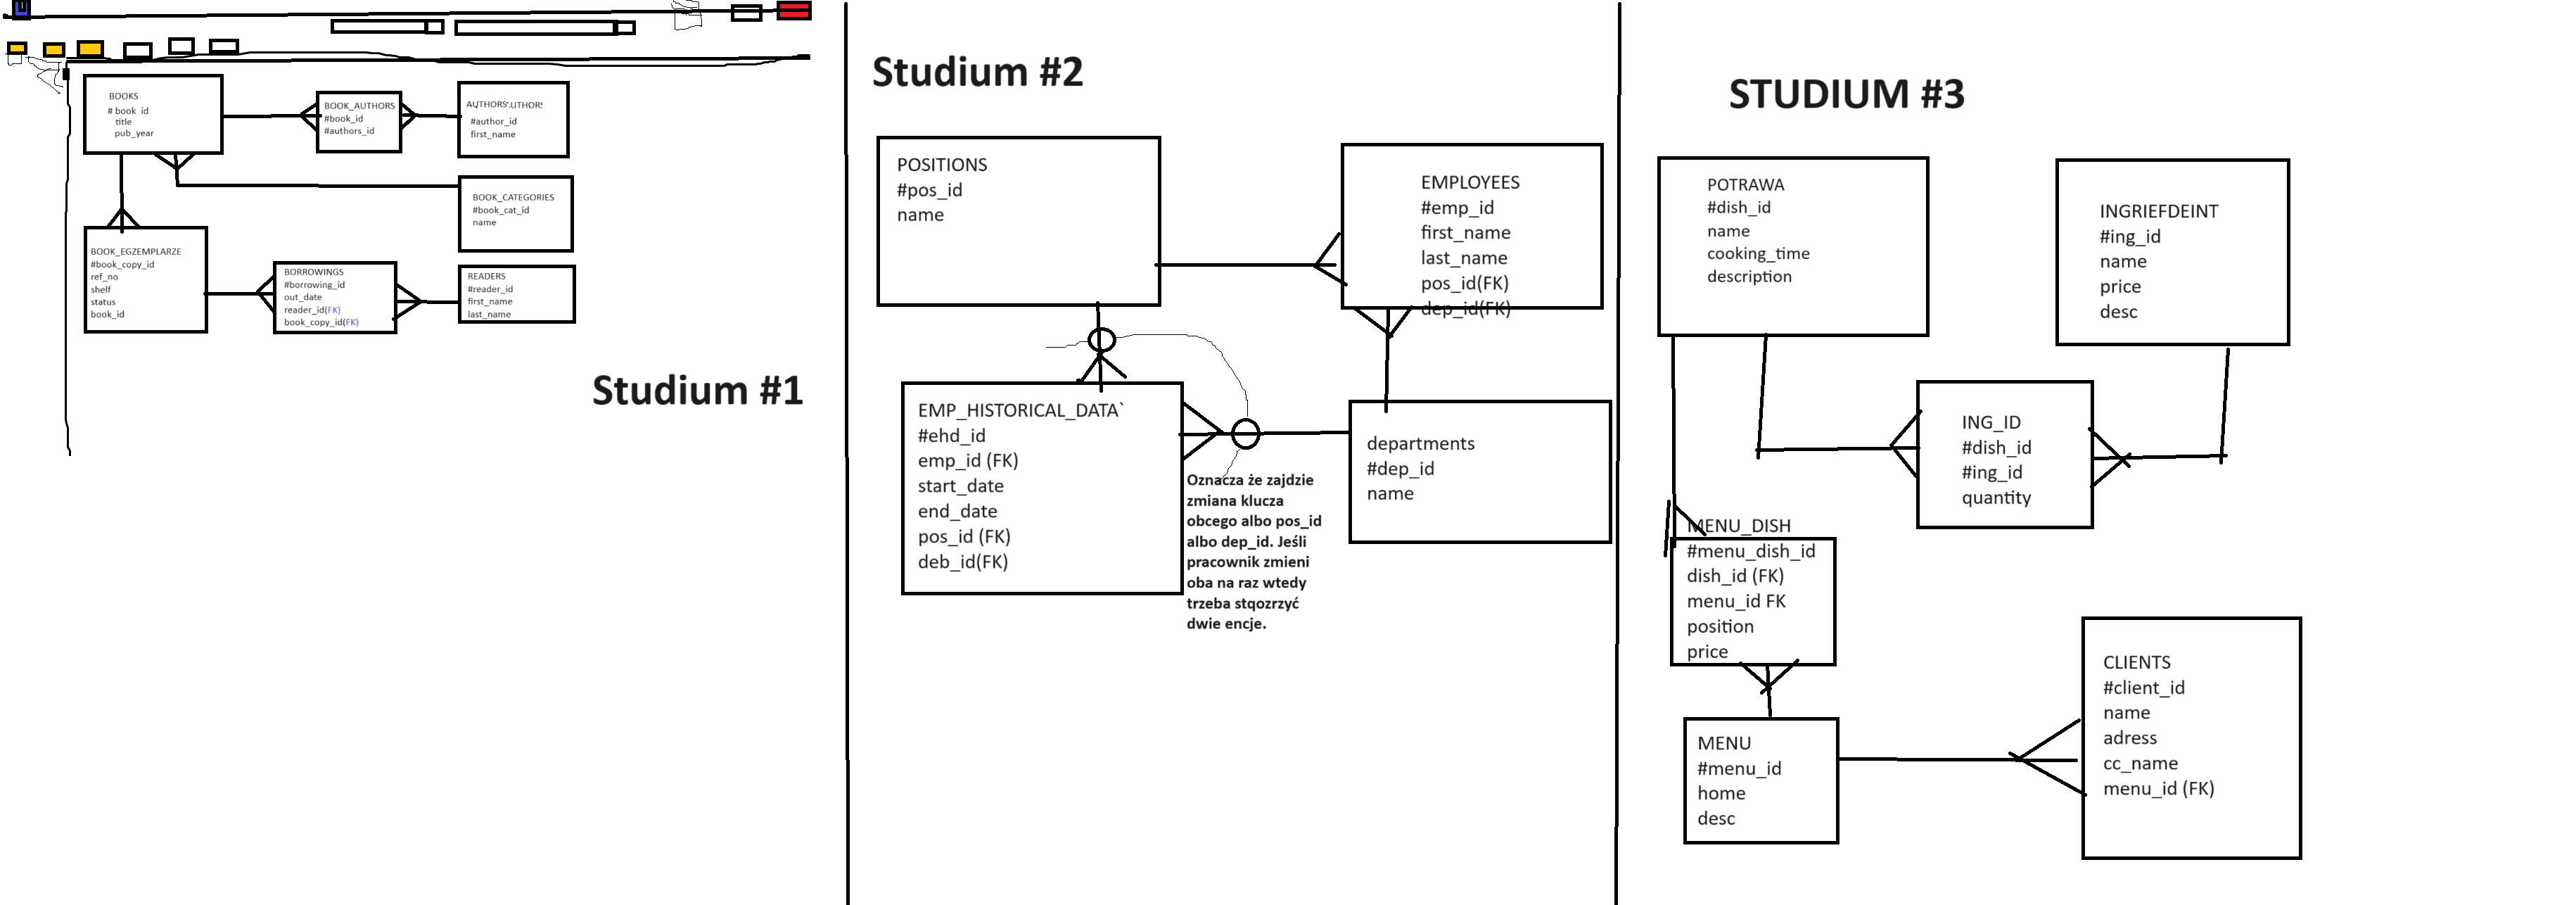 BOOKS
# book_id
title
pub_year
BOOK_AUTHORS
#book_id
#authors_id
#author_id
first_name
BOOK_CATEGORIES
#book_cat_id
name
BOOK_EGZEMPLARZE
#book_copy_id
ref_no
shelf
status
book_id
BORROWINGS
#borrowing_id
out_date
reader_id(FK)
book_copy_id(FK)
READERS
#reader_id
first_name
last_name
Studium #1
Studium #2
POSITIONS
#pos_id
name
EMPLOYEES
#emp_id
first_name
last_name
pos_id(FK)
dep_id(FK)
EMP_HISTORICAL_DATA`
#ehd_id
emp_id (FK)
start_date
end_date
pos_id (FK)
deb_id(FK)
Oznacza że zajdzie
zmiana klucza
obcego albo pos_id
albo dep_id. Jeśli
pracownik zmieni
oba na raz wtedy
trzeba stqozrzyć
dwie encje.
departments
#dep_id
name
STUDIUM #3
POTRAWA
#dish_id
name
cooking_time
description
INGRIEFDEINT
#ing_id
name
price
desc
ING_ID
#dish_id
#ing_id
quantity
MENU_DISH
#menu_dish_id
dish_id (FK)
menu_id FK
position
price
MENU
#menu_id
home
desc
CLIENTS
#client_id
name
adress
cc_name
menu_id (FK)